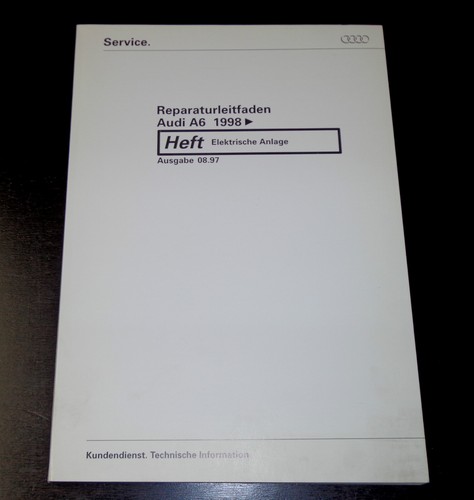 Service.
Reparaturleitfaden
Audi A6 1998 ►
Heft Elektrische Anlage
Ausgabe 08.97
Kundendienst. Technische Information